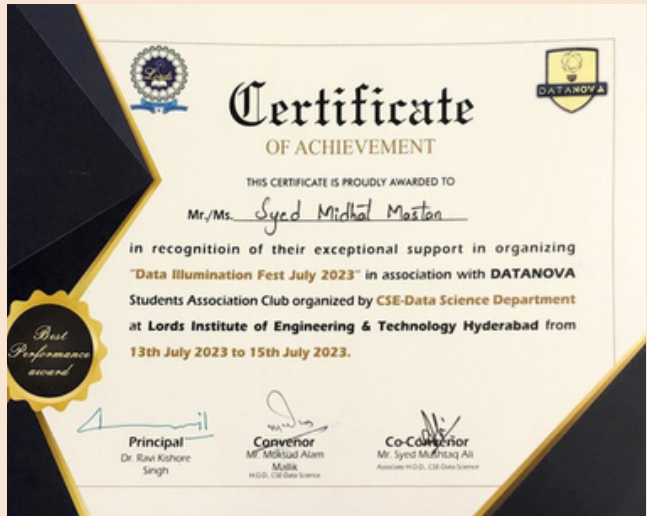 Lords
DATANOVA
Certificate
OF ACHIEVEMENT
THIS CERTIFICATE IS PROUDLY AWARDED TO
Mr./Ms. Syed Midhat Mastan
in recognitioin of their exceptional support in organizing
"Data Illumination Fest July 2023" in association with DATANOVA
Students Association Club organized by CSE-Data Science Department
at Lords Institute of Engineering & Technology Hyderabad from
13th July 2023 to 15th July 2023.
Best
Performance
award
Principal
Dr. Ravi Kishore
Singh
Convenor
Mr. Moksud Alam
Mallik
H.O.D., CSE-Data Science
Co-Convenor
Mr. Syed Mushtaq Ali
Associate H.O.D., CSE-Data Science